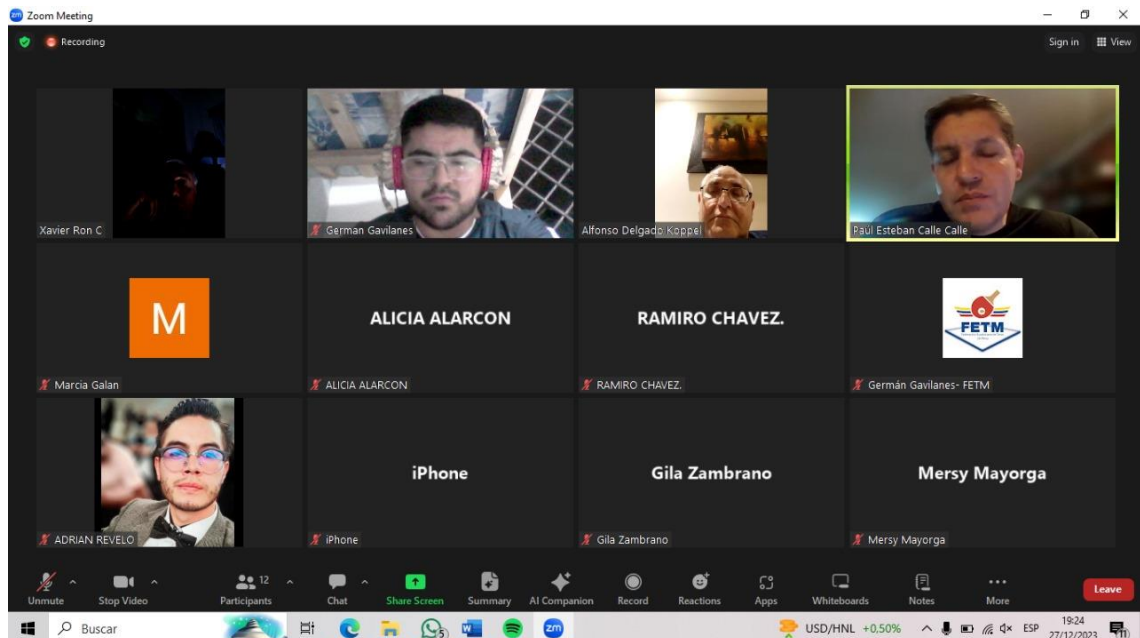 Zoom Meeting
Recording
Sign in
View
Xavier Ron C
German Gavilanes
Alfonso Delgado Koppel
Paúl Esteban Calle Calle
M
ALICIA ALARCON
RAMIRO CHAVEZ.
FETM
Marcia Galan
ALICIA ALARCON
RAMIRO CHAVEZ.
Germán Gavilanes- FETM
iPhone
Gila Zambrano
Mersy Mayorga
ADRIAN REVELO
iPhone
Gila Zambrano
Mersy Mayorga
12
Unmute
Stop Video
Participants
Chat
Share Screen
Summary
AI Companion
Record
Reactions
Apps
Whiteboards
Notes
More
Leave
Buscar
USD/HNL +0,50%
ESP
19:24
27/12/2023